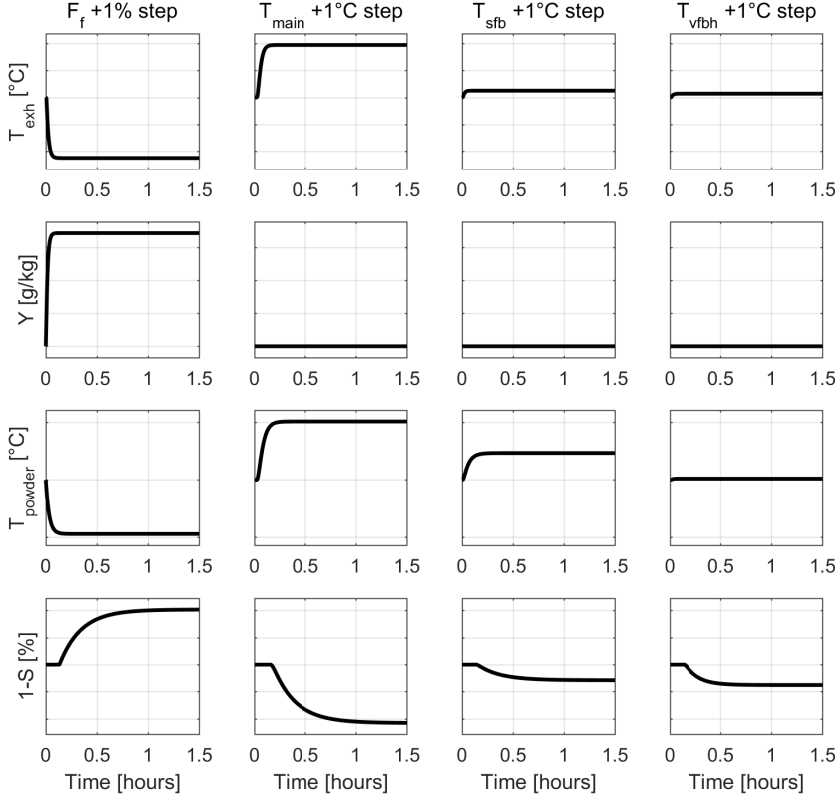 F_f +1% step T_main +1°C step T_sfb +1°C step T_vfbh +1°C step
T_exh [°C]
0 0.5 1 1.5 0 0.5 1 1.5 0 0.5 1 1.5 0 0.5 1 1.5
Y [g/kg]
0 0.5 1 1.5 0 0.5 1 1.5 0 0.5 1 1.5 0 0.5 1 1.5
T_powder [°C]
0 0.5 1 1.5 0 0.5 1 1.5 0 0.5 1 1.5 0 0.5 1 1.5
1-S [%]
0 0.5 1 1.5 0 0.5 1 1.5 0 0.5 1 1.5 0 0.5 1 1.5
Time [hours] Time [hours] Time [hours] Time [hours]